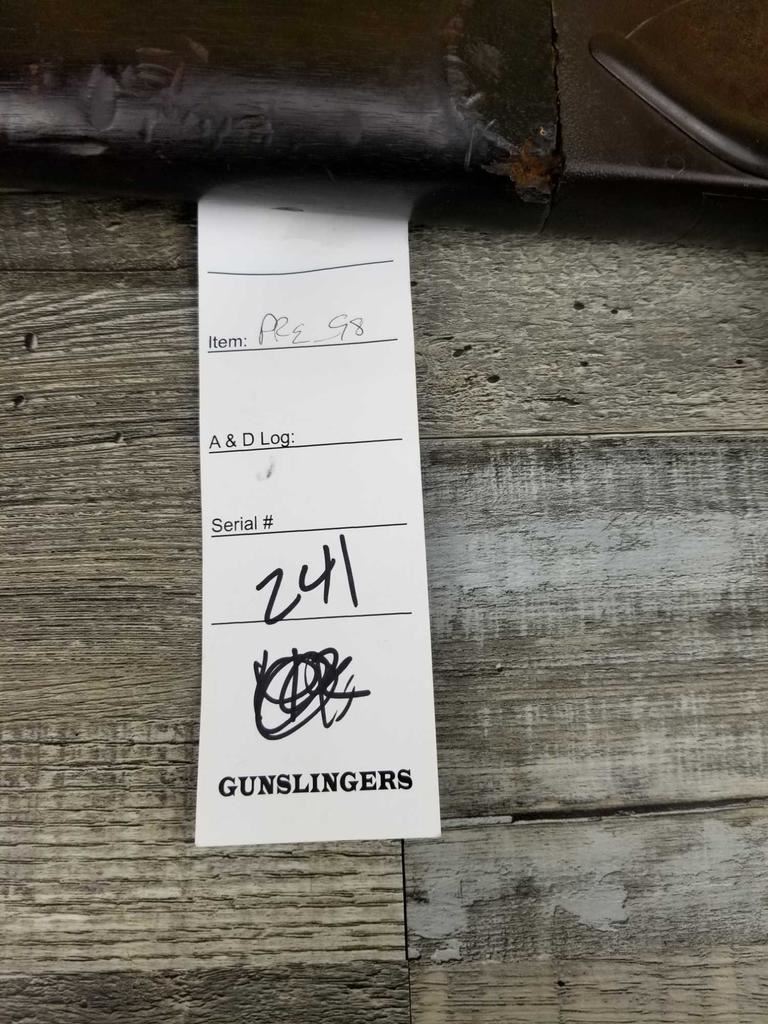 Item: PRE 98
A & D Log:
Serial #
241
GUNSLINGERS